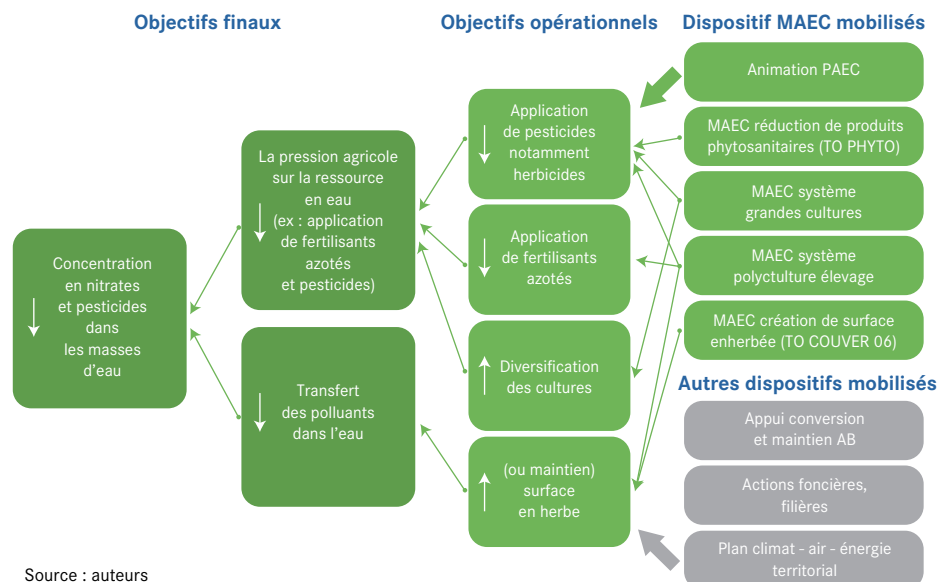 Objectifs finaux
Objectifs opérationnels
Dispositif MAEC mobilisés
Concentration
en nitrates
et pesticides
dans
les masses
d'eau
La pression agricole
sur la ressource
en eau
(ex : application
de fertilisants
azotés
et pesticides)
Transfert
des polluants
dans l'eau
Application
de pesticides
notamment
herbicides
Application
de fertilisants
azotés
Diversification
des cultures
(ou maintien)
surface
en herbe
Animation PAEC
MAEC réduction de produits
phytosanitaires (TO PHYTO)
MAEC système
grandes cultures
MAEC système
polyctulture élevage
MAEC création de surface
enherbée (TO COUVER 06)
Autres dispositifs mobilisés
Appui conversion
et maintien AB
Actions foncières,
filières
Plan climat - air - énergie
territorial
Source : auteurs